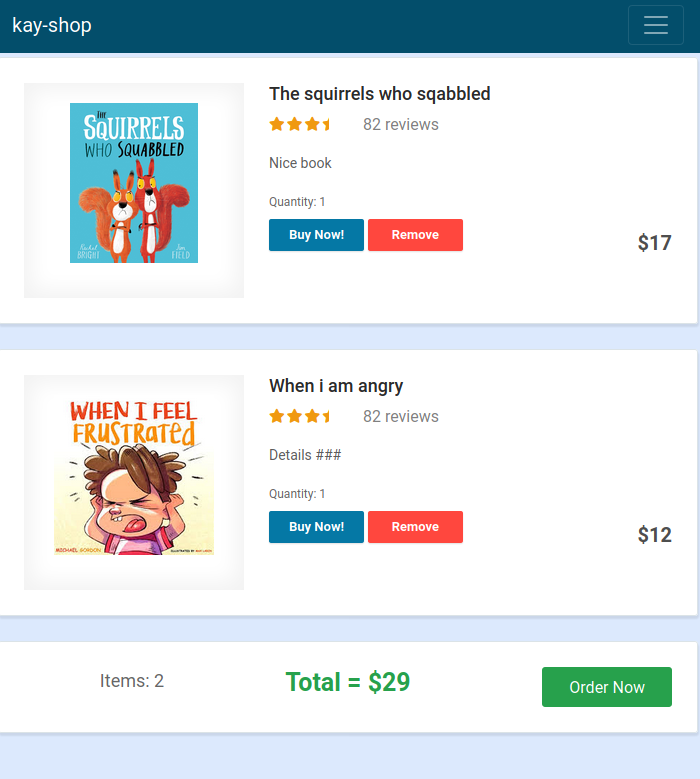 kay-shop
The squirrels who sqabbled
82 reviews
Nice book
Quantity: 1
Buy Now!
Remove
$17
THE
SQUIRRELS
WHO SQUABBLED
Rachel
BRIGHT
Jim
FIELD
When i am angry
82 reviews
Details ###
Quantity: 1
Buy Now!
Remove
$12
WHEN I FEEL
FRUSTRATED
MICHAEL GORDON
ILLUSTRATED BY
Items: 2
Total = $29
Order Now